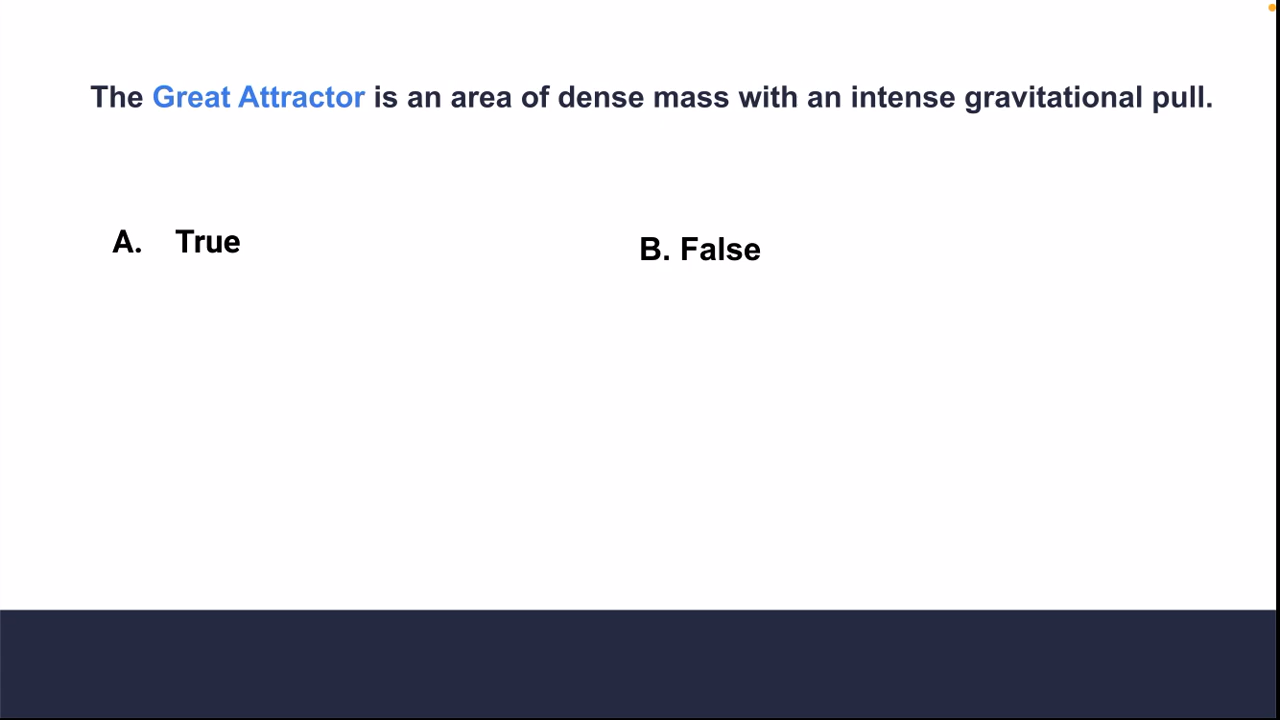 The Great Attractor is an area of dense mass with an intense gravitational pull.
A. True
B. False